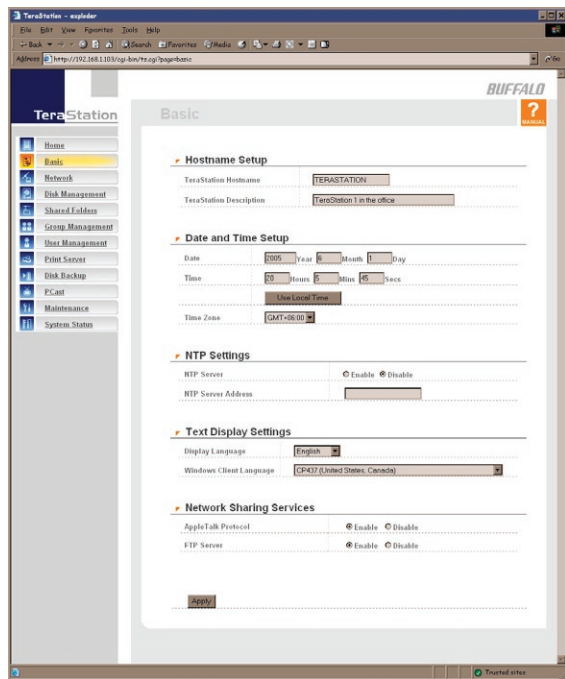 TeraStation - exploder
File Edit View Favorites Tools Help
Back Search Favorites Media
Address http://192.168.1.103/cgi-bin/ts.cgi?page=basic Go
BUFFALO
TeraStation
Basic
? MANUAL
Home
Basic
Network
Disk Management
Shared Folders
Group Management
User Management
Print Server
Disk Backup
PCast
Maintenance
System Status
Hostname Setup
TeraStation Hostname TERASTATION
TeraStation Description TeraStation 1 in the office
Date and Time Setup
Date 2005 Year 6 Month 1 Day
Time 20 Hours 5 Mins 45 Secs
Use Local Time
Time Zone GMT+06:00
NTP Settings
NTP Server Enable Disable
NTP Server Address
Text Display Settings
Display Language English
Windows Client Language CP437 (United States, Canada)
Network Sharing Services
AppleTalk Protocol Enable Disable
FTP Server Enable Disable
Apply
Trusted sites